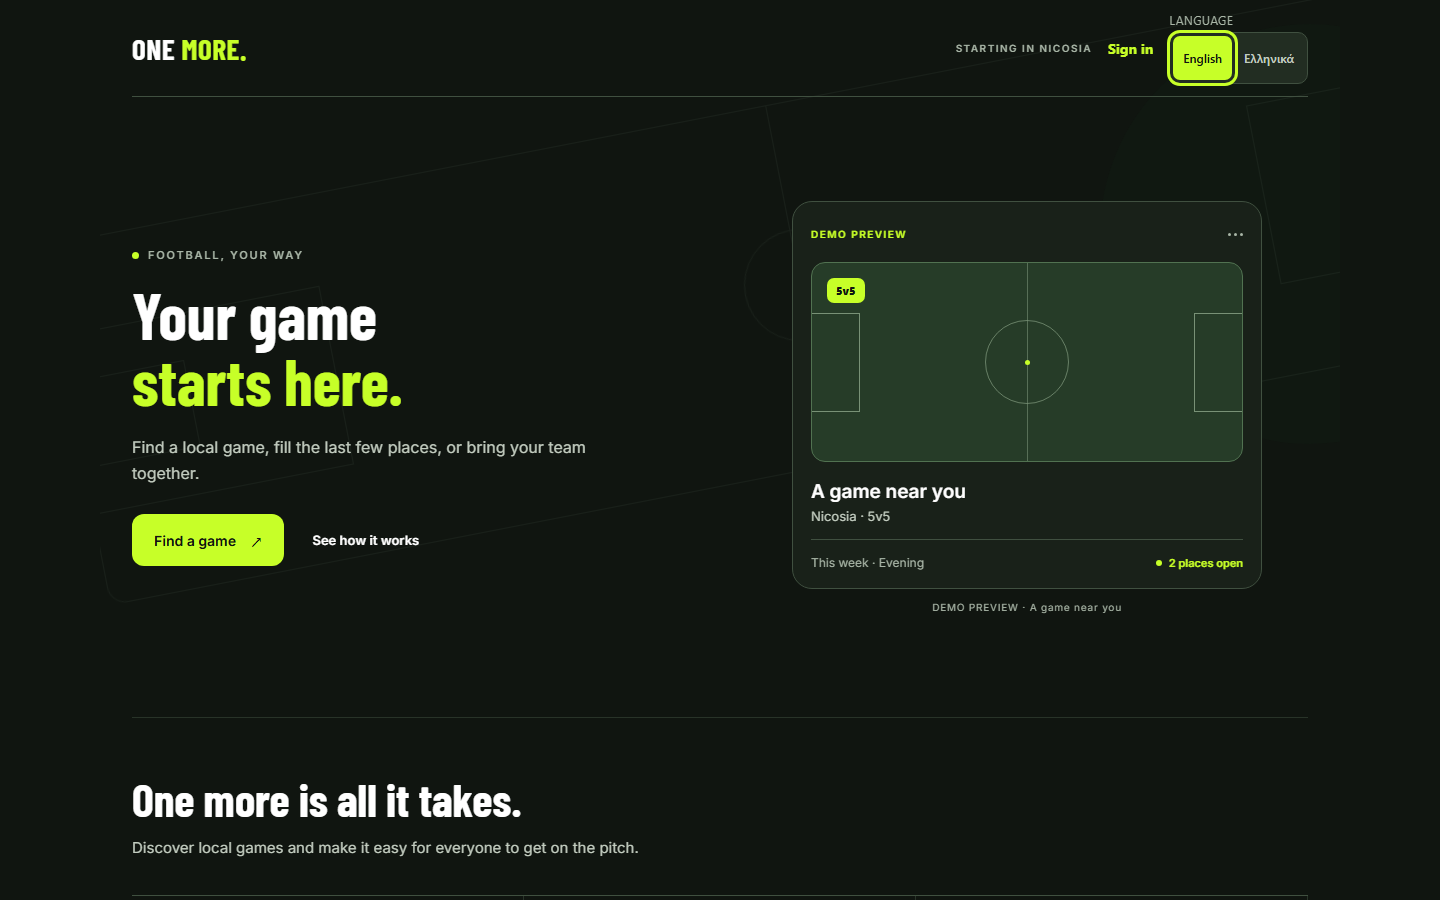 LANGUAGE
ONE MORE.
STARTING IN NICOSIA
Sign in
English
Ελληνικά
FOOTBALL, YOUR WAY
Your game
starts here.
Find a local game, fill the last few places, or bring your team
together.
Find a game ↗
See how it works
DEMO PREVIEW
5v5
A game near you
Nicosia · 5v5
This week · Evening
2 places open
DEMO PREVIEW · A game near you
One more is all it takes.
Discover local games and make it easy for everyone to get on the pitch.